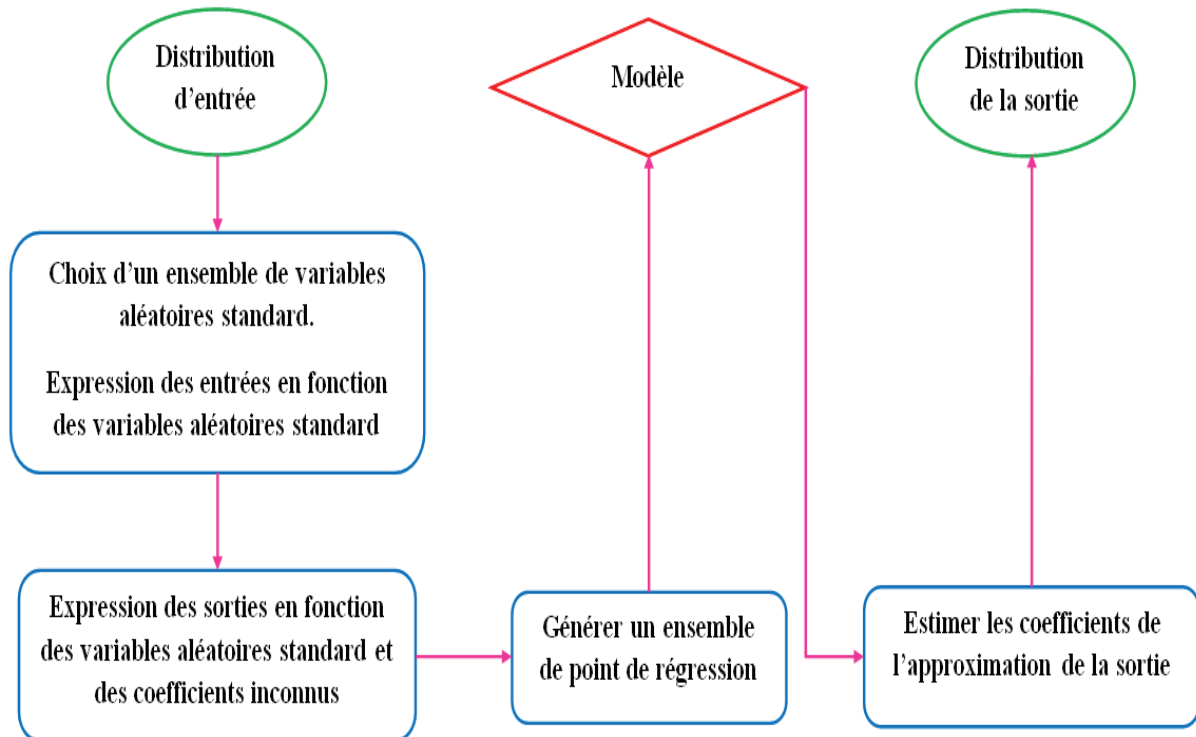 Distribution
d'entrée
Choix d'un ensemble de variables
aléatoires standard.
Expression des entrées en fonction
des variables aléatoires standard
Expression des sorties en fonction
des variables aléatoires standard et
des coefficients inconnus
Générer un ensemble
de point de régression
Modèle
Estimer les coefficients de
l'approximation de la sortie
Distribution
de la sortie